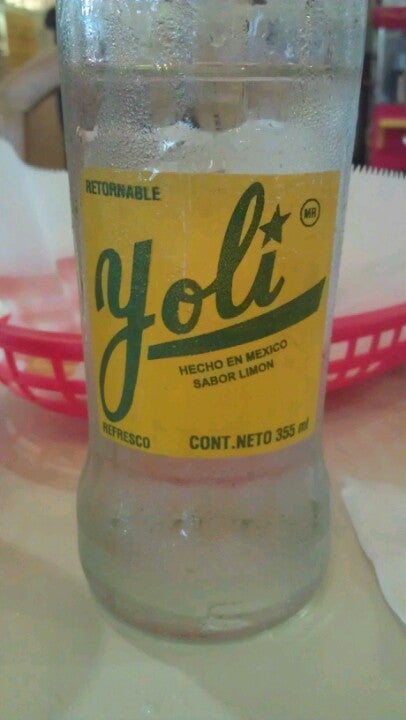 RETORNABLE
MR
yoli
HECHO EN MEXICO
SABOR LIMON
REFRESCO CONT.NETO 355 ml